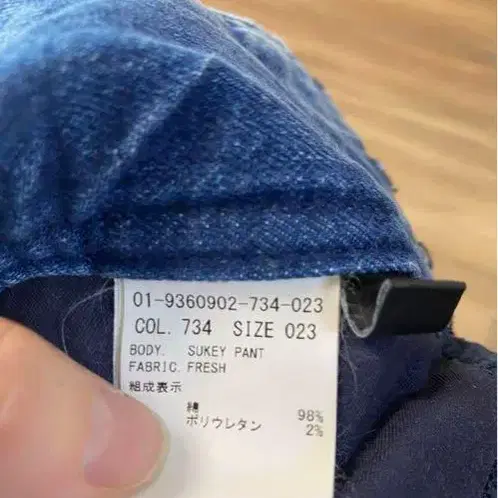 01-9360902-734-023
COL. 734 SIZE 023
BODY. SUKEY PANT
FABRIC. FRESH
組成表示
綿 98%
ポリウレタン 2%